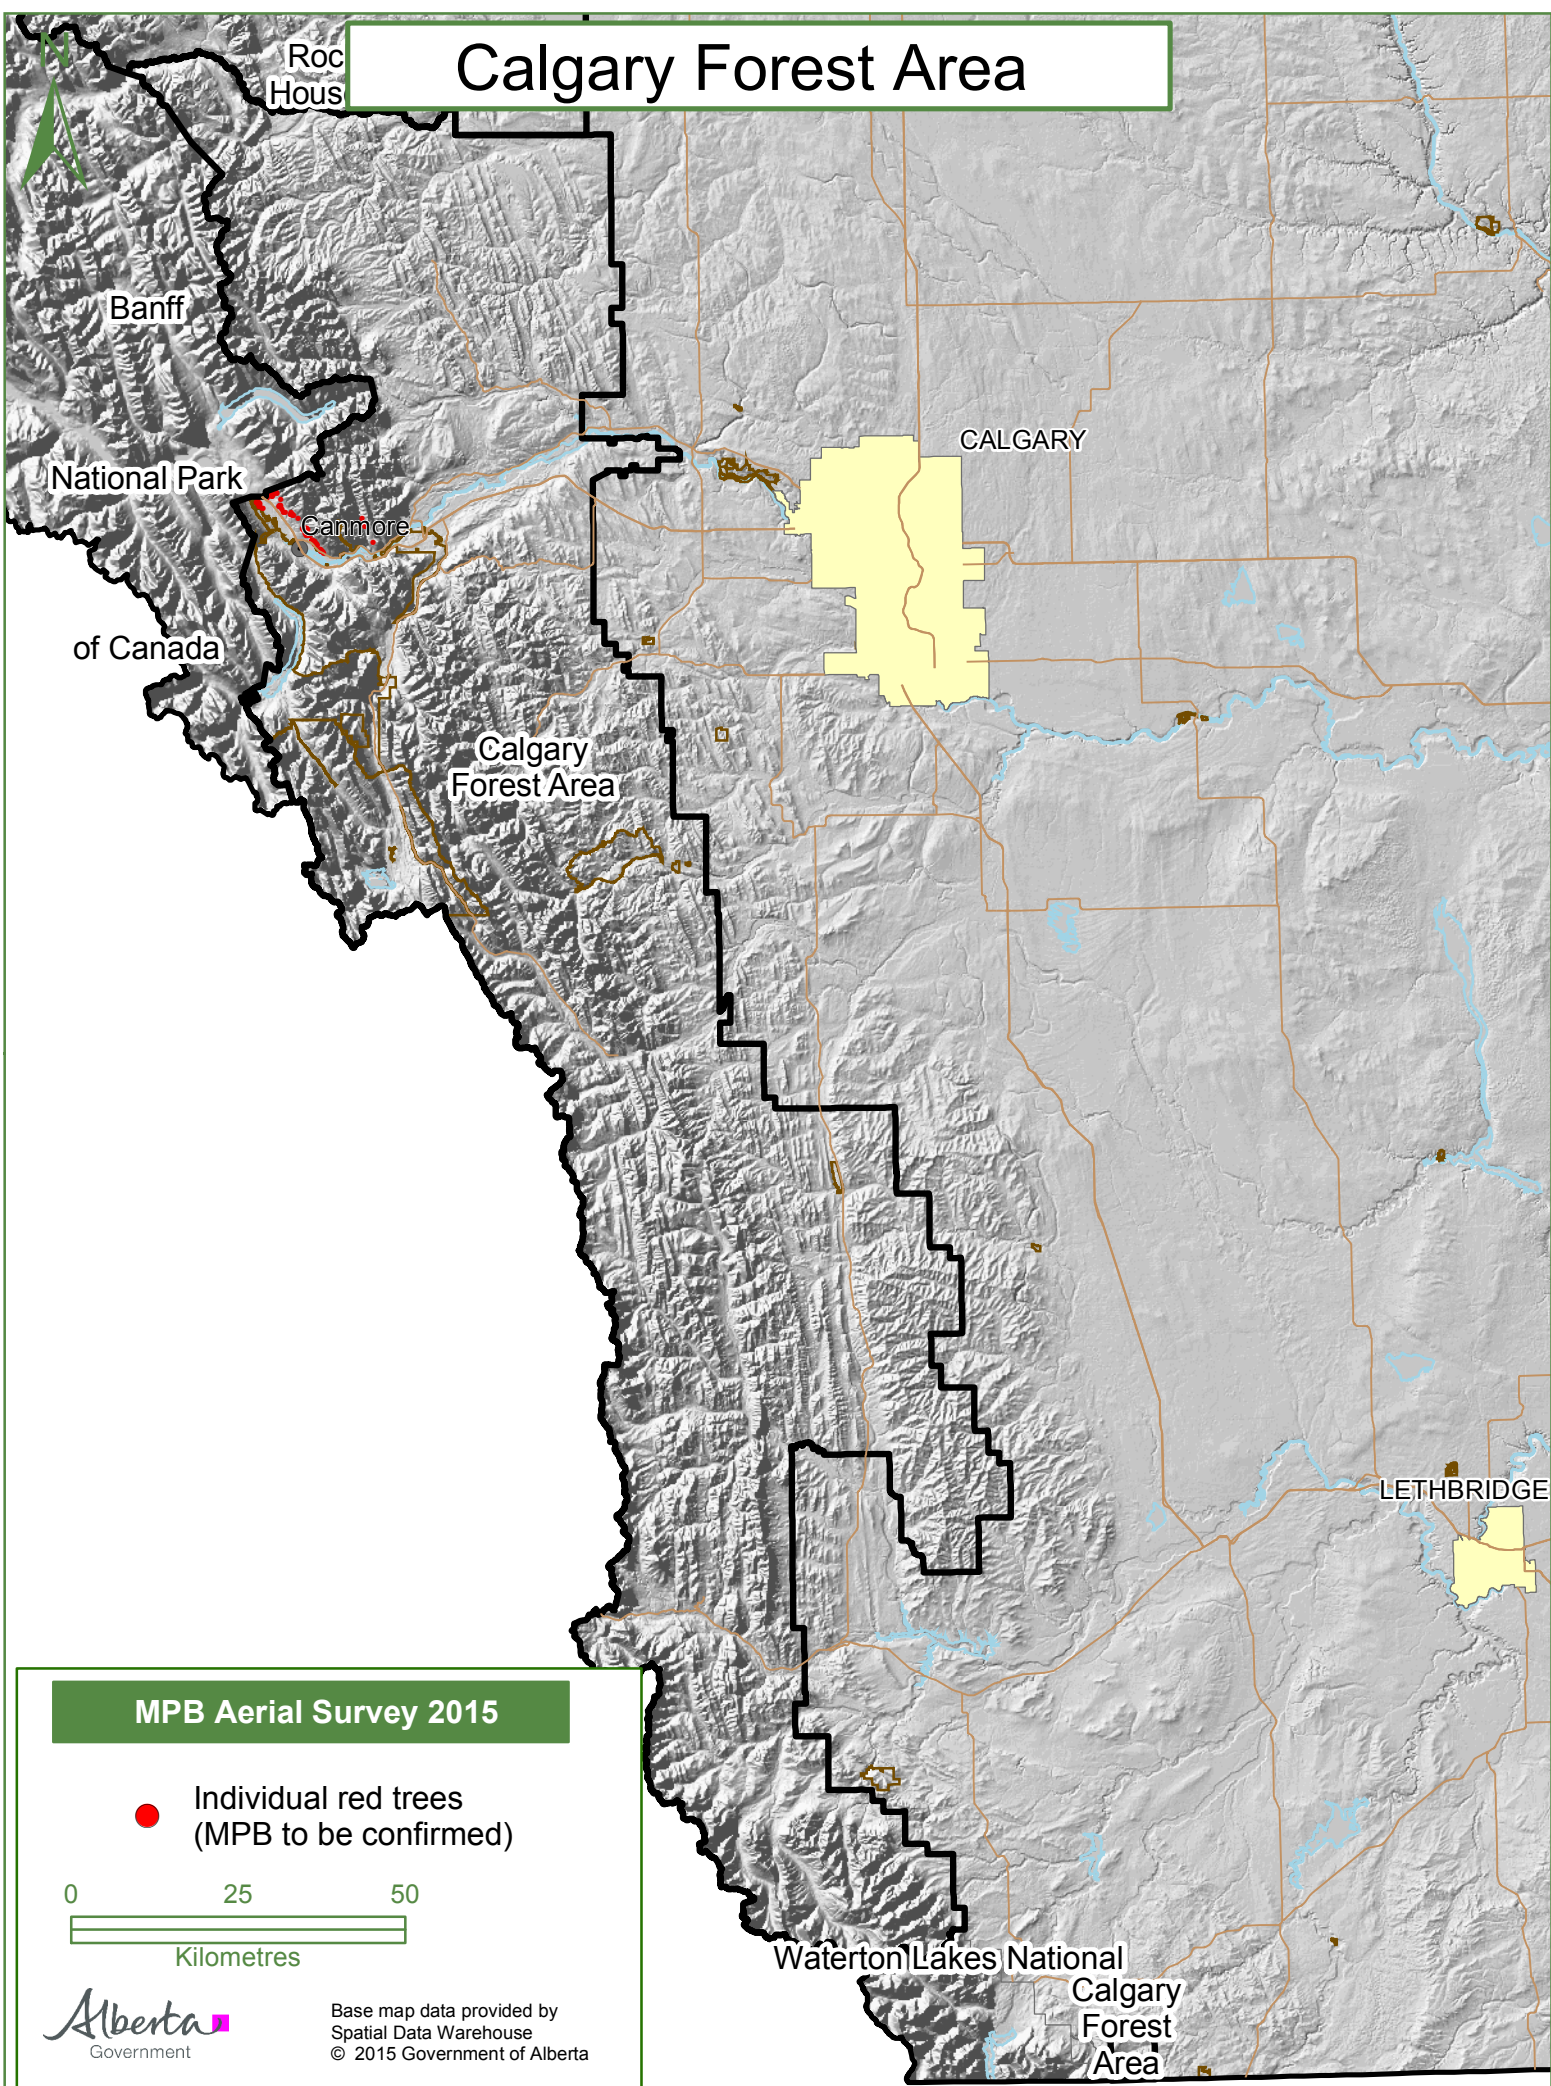 Calgary Forest Area
N
Roc
Hous
Banff
National Park
of Canada
Canmore
CALGARY
Calgary
Forest Area
LETHBRIDGE
Waterton Lakes National
Calgary
Forest
Area
MPB Aerial Survey 2015
Individual red trees
(MPB to be confirmed)
0 25 50
Kilometres
Alberta
Government
Base map data provided by
Spatial Data Warehouse
© 2015 Government of Alberta